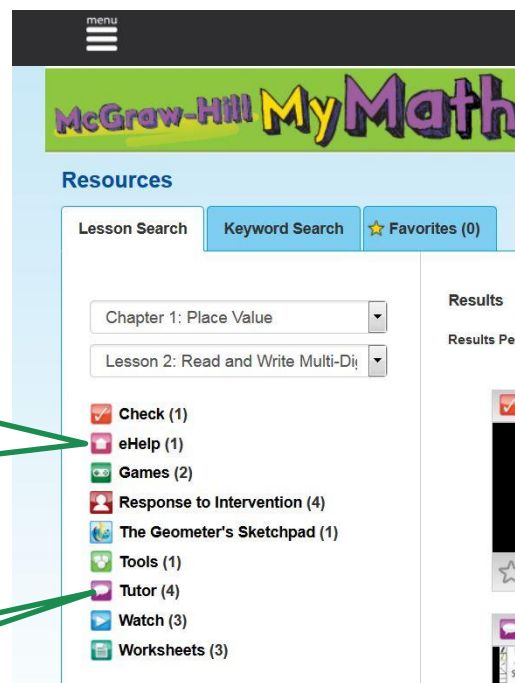 menu
McGraw-Hill My Math
Resources
Lesson Search
Keyword Search
Favorites (0)
Chapter 1: Place Value
Lesson 2: Read and Write Multi-Di
Check (1)
eHelp (1)
Games (2)
Response to Intervention (4)
The Geometer's Sketchpad (1)
Tools (1)
Tutor (4)
Watch (3)
Worksheets (3)
Results
Results Pe